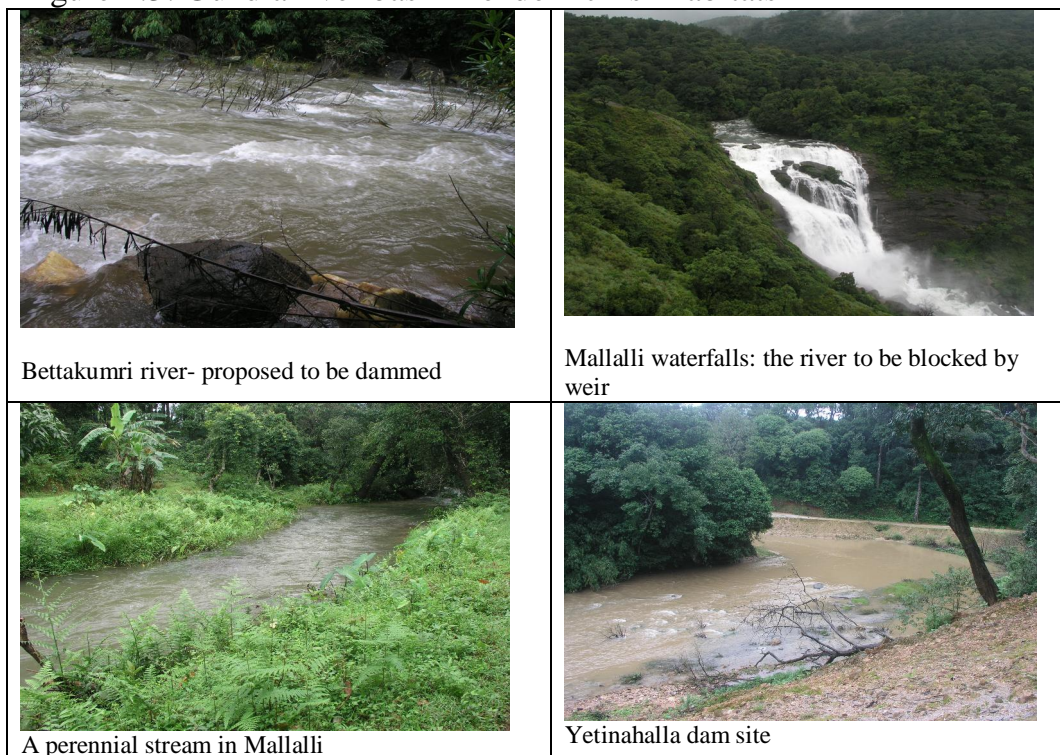 Bettakumri river- proposed to be dammed
Mallalli waterfalls: the river to be blocked by
weir
A perennial stream in Mallalli
Yetinahalla dam site